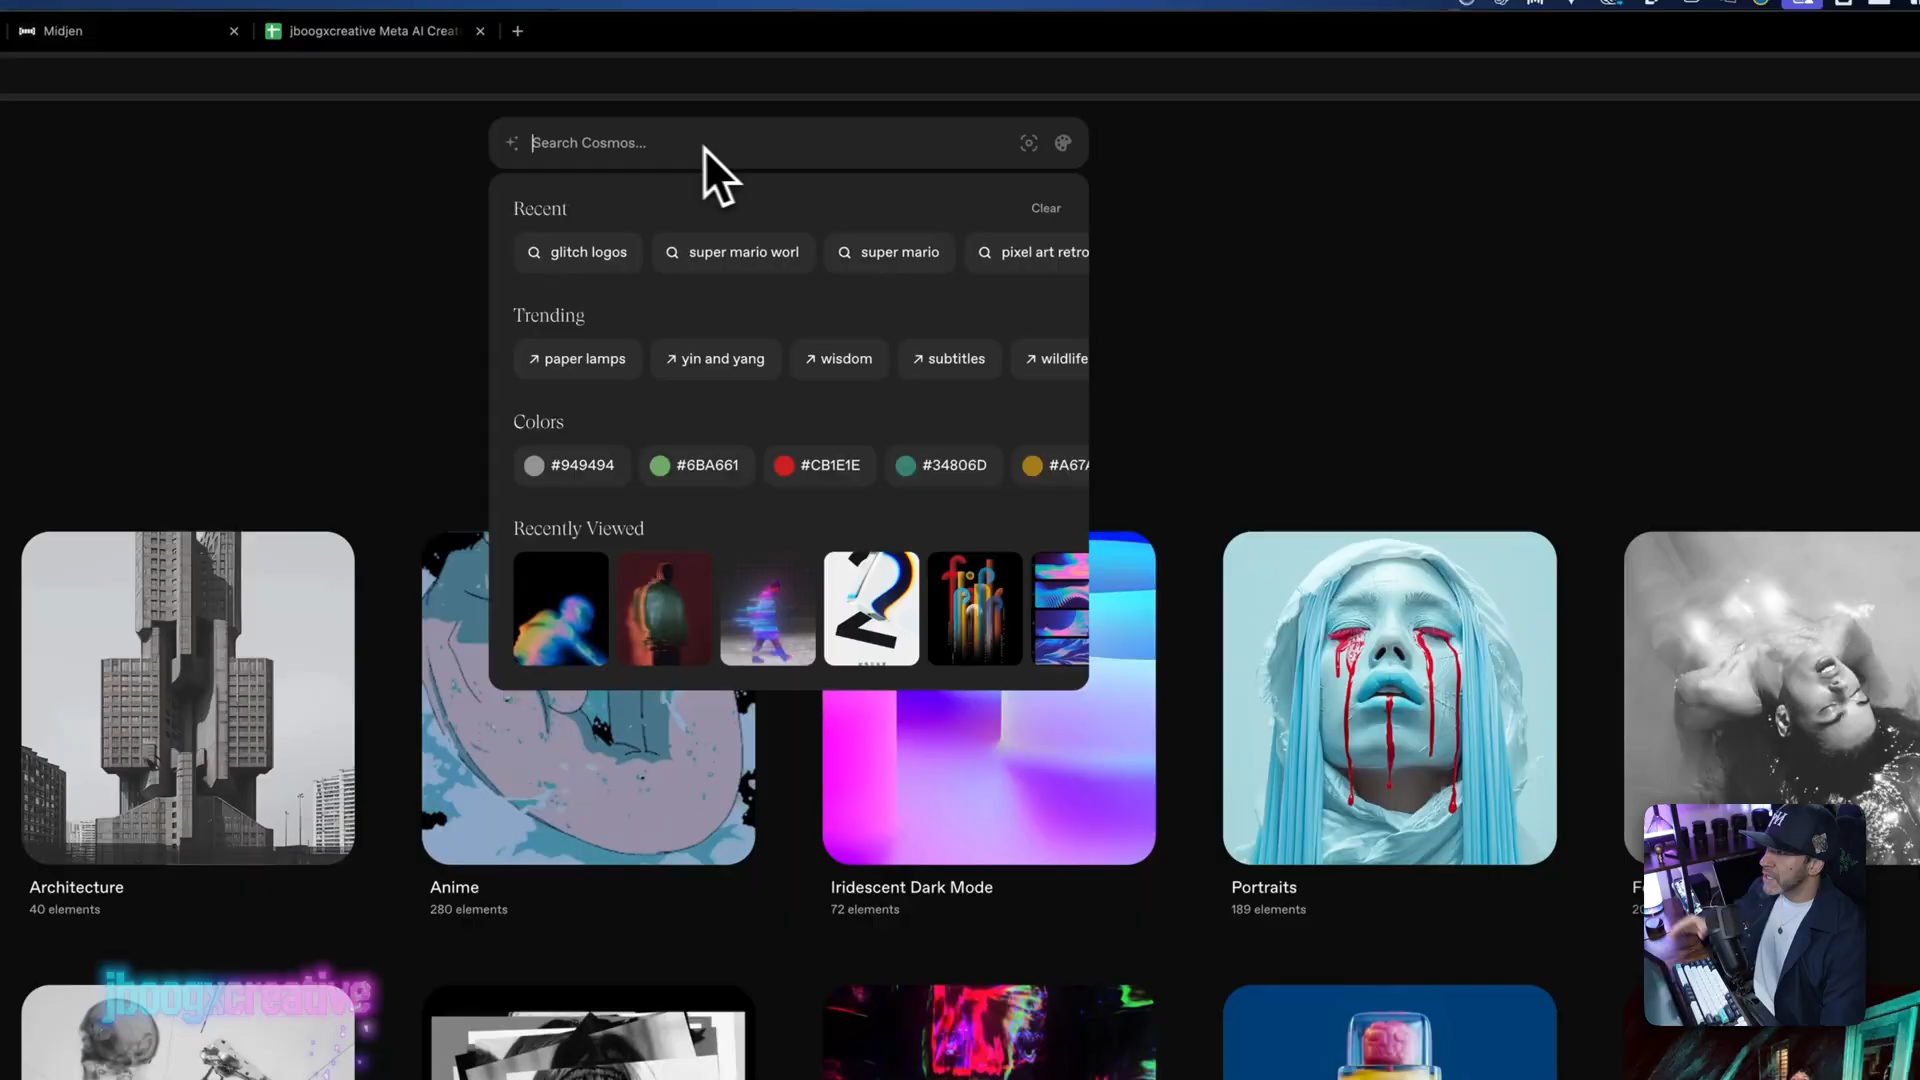 Midjen
jboogxcreative Meta AI Creat
Search Cosmos...
Recent
Clear
glitch logos
super mario worl
super mario
pixel art retro
Trending
paper lamps
yin and yang
wisdom
subtitles
wildlife
Colors
#949494
#6BA661
#CB1E1E
#34806D
#A67A
Recently Viewed
Architecture
40 elements
Anime
280 elements
Iridescent Dark Mode
72 elements
Portraits
189 elements
jboogxcreative